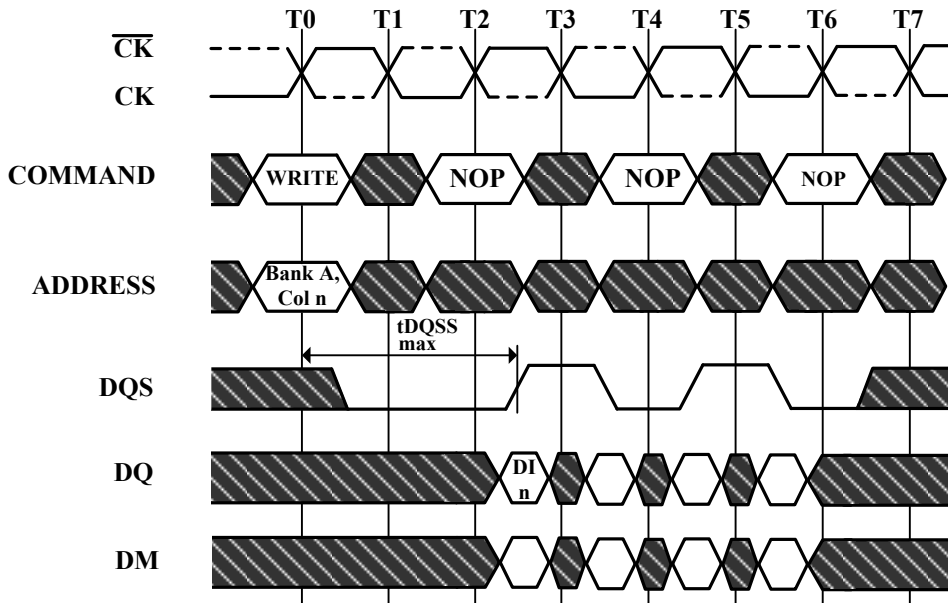 T0 T1 T2 T3 T4 T5 T6 T7
CK
CK
COMMAND
WRITE NOP NOP NOP
ADDRESS
Bank A,
Col n
tDQSS
max
DQS
DQ
DI
n
DM